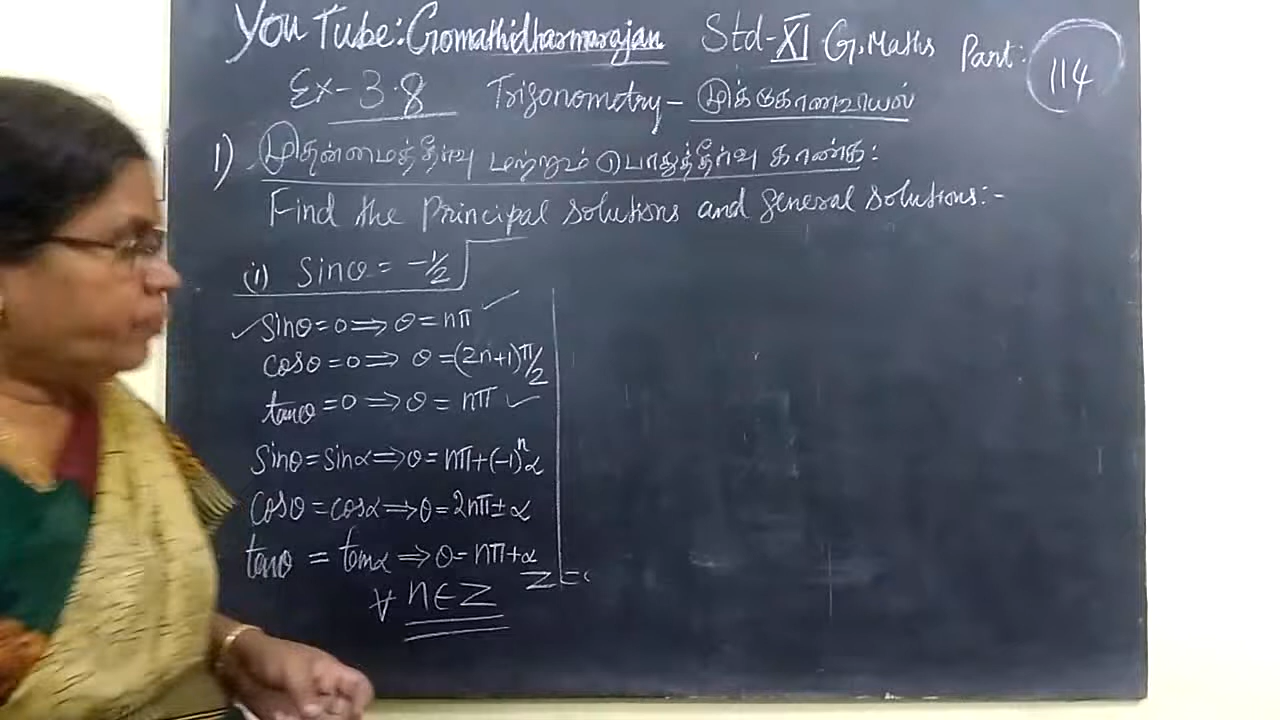 You Tube: Gomathidharmarajan Std-XI G.Maths Part: 114
Ex-3.8 Trigonometry - முக்கோணவியல்
1) முதன்மைத்தீர்வு மற்றும் பொதுத்தீர்வு காண்க:
Find the Principal solutions and general solutions:-
(i) sinθ = -1/2
sinθ = 0 ⟹ θ = nπ
cosθ = 0 ⟹ θ = (2n+1)π/2
tanθ = 0 ⟹ θ = nπ
sinθ = sinα ⟹ θ = nπ+(-1)ⁿα
cosθ = cosα ⟹ θ = 2nπ ± α
tanθ = tanα ⟹ θ = nπ+α
∀ n∈Z Z =